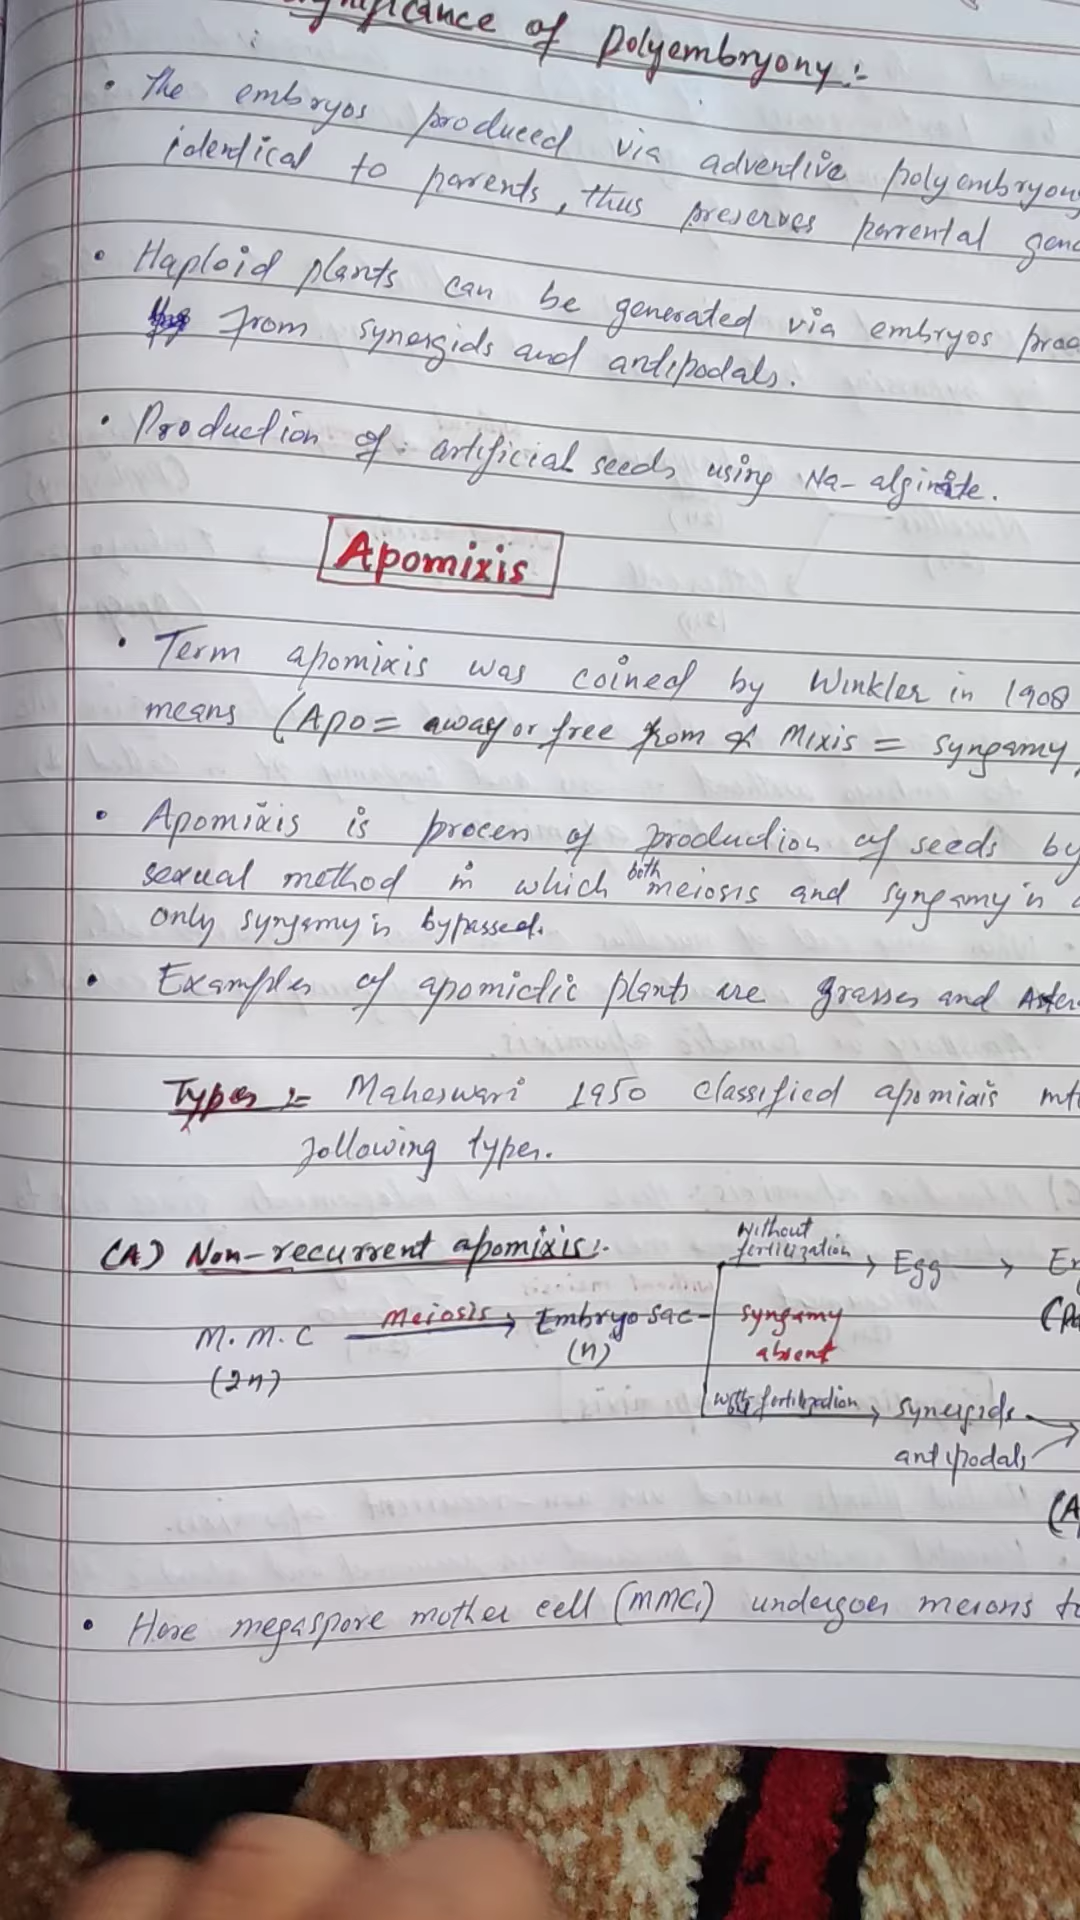 Significance of Polyembryony :-
• The embryos produced via adventive polyembryony
identical to parents, thus preserves parental gene
• Haploid plants can be generated via embryos
from synergids and antipodals.
• Production of artificial seeds using Na-alginate.
Apomixis
• Term apomixis was coined by Winkler in 1908
means (Apo = away or free from & Mixis = syngamy
• Apomixis is process of production of seeds by
sexual method in which both meiosis and syngamy is
only syngamy is bypassed.
• Examples of apomictic plants are grasses and Aster
Types :- Maheswari 1950 classified apomixis
following types.
(A) Non-recurrent apomixis :-
without
fertilization → Egg →
M.M.C meiosis → Embryo sac syngamy
(2n) (n) absent
fertilization → synergids
antipodals
• Here megaspore mother cell (MMC) undergoes meiosis to